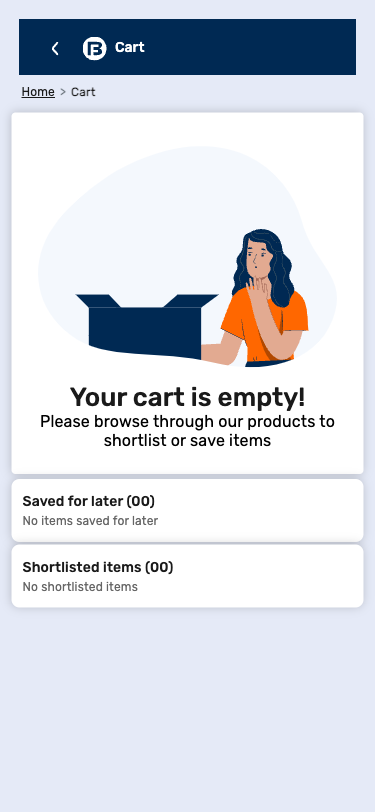 Cart
Home > Cart
Your cart is empty!
Please browse through our products to
shortlist or save items
Saved for later (00)
No items saved for later
Shortlisted items (00)
No shortlisted items